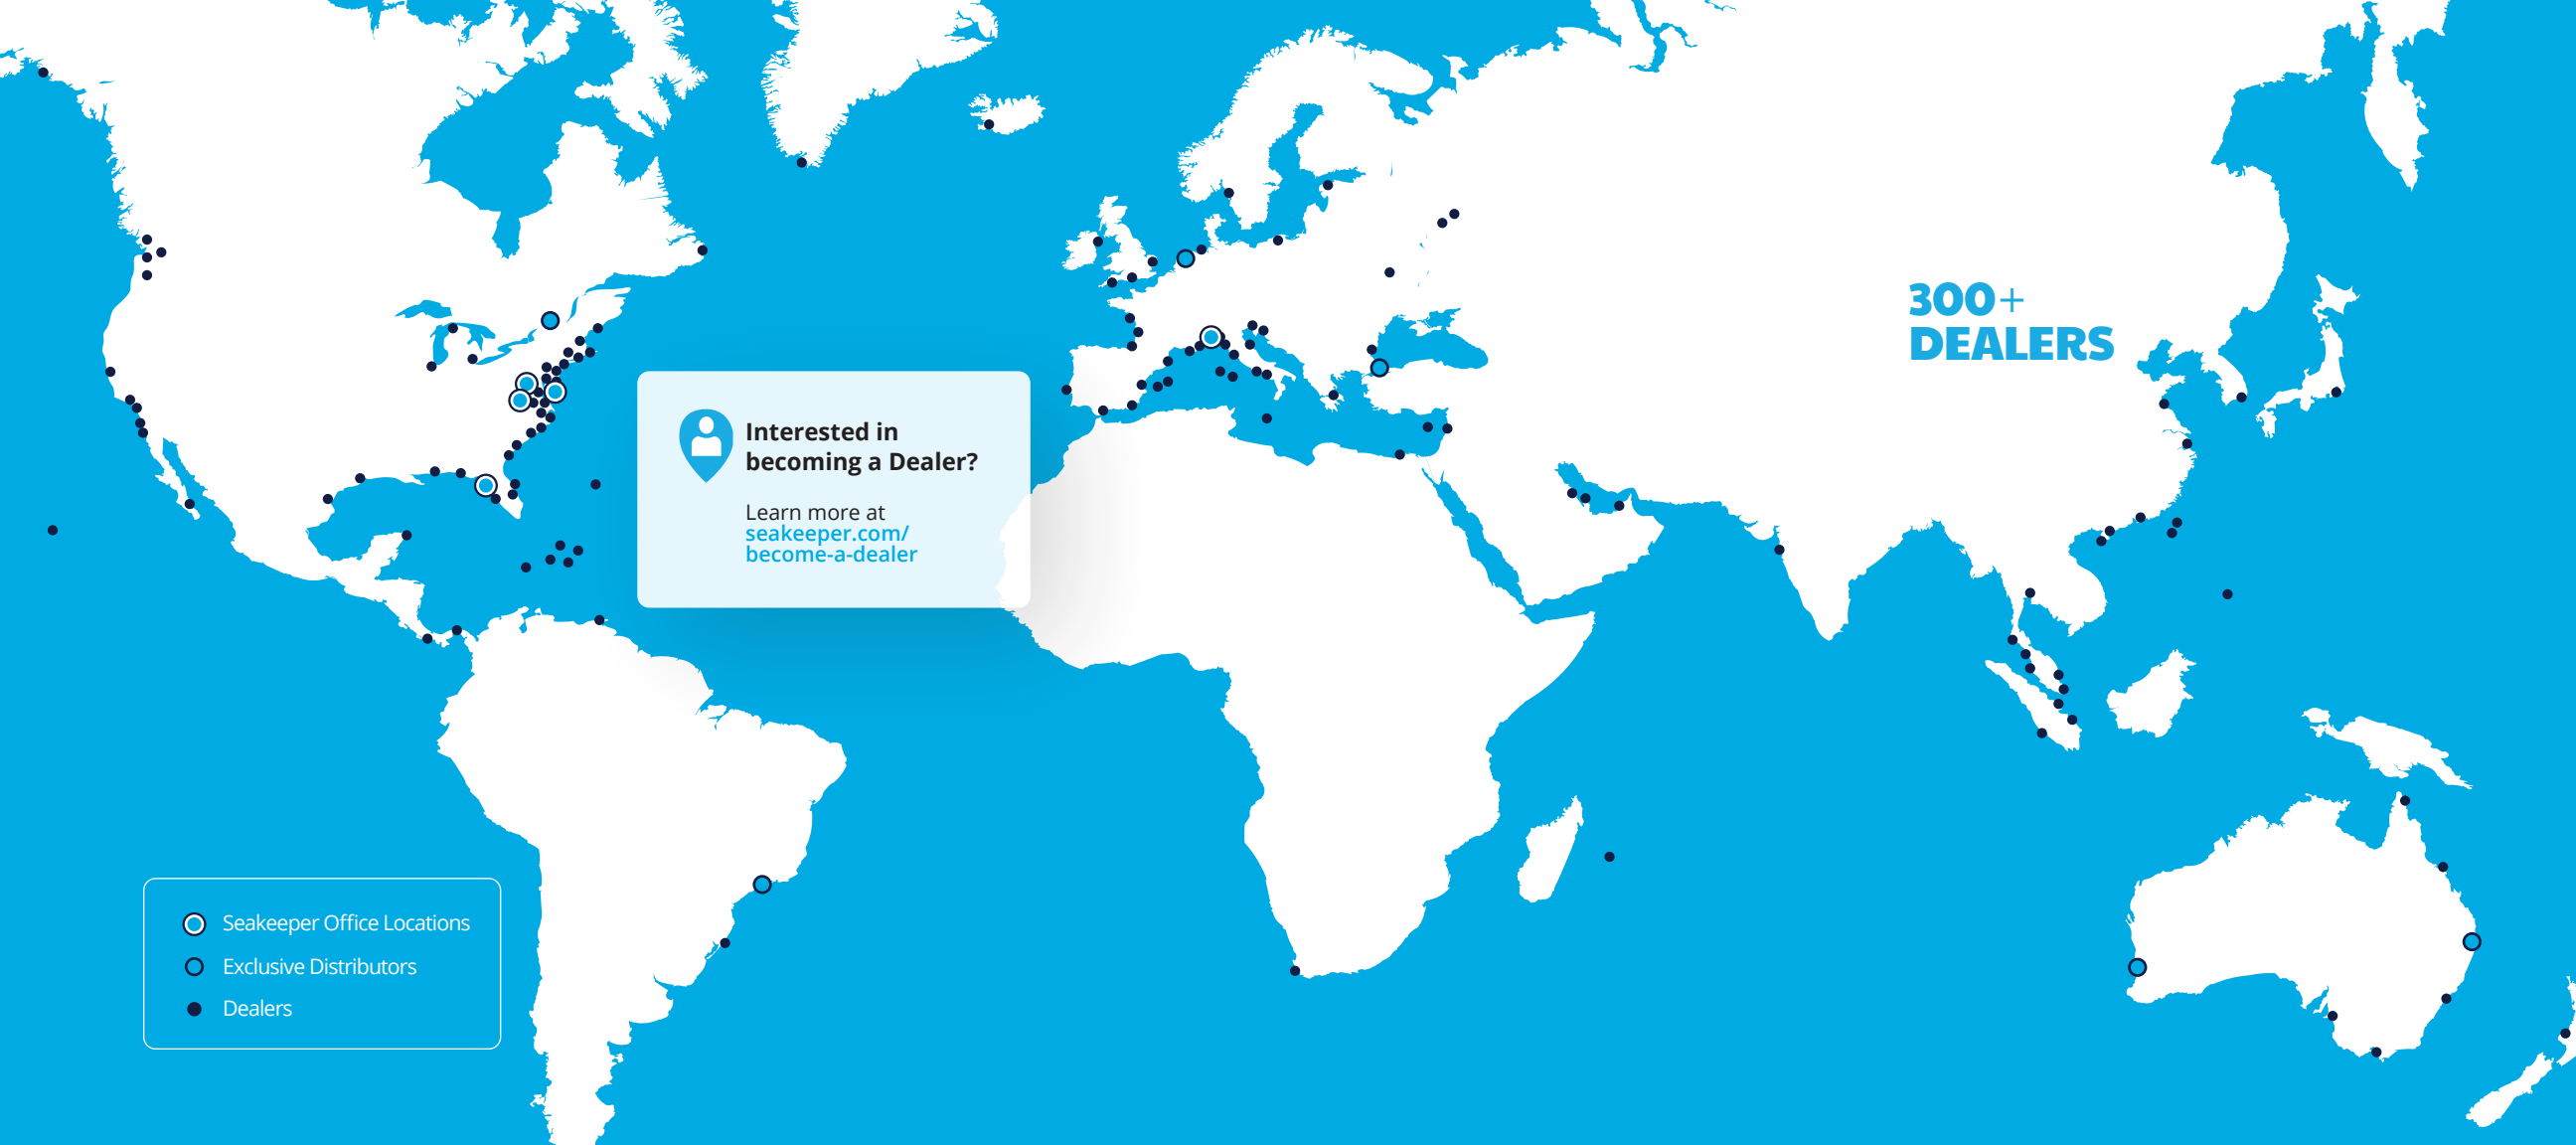 300+
DEALERS
Interested in
becoming a Dealer?
Learn more at
seakeeper.com/
become-a-dealer
Seakeeper Office Locations
Exclusive Distributors
Dealers